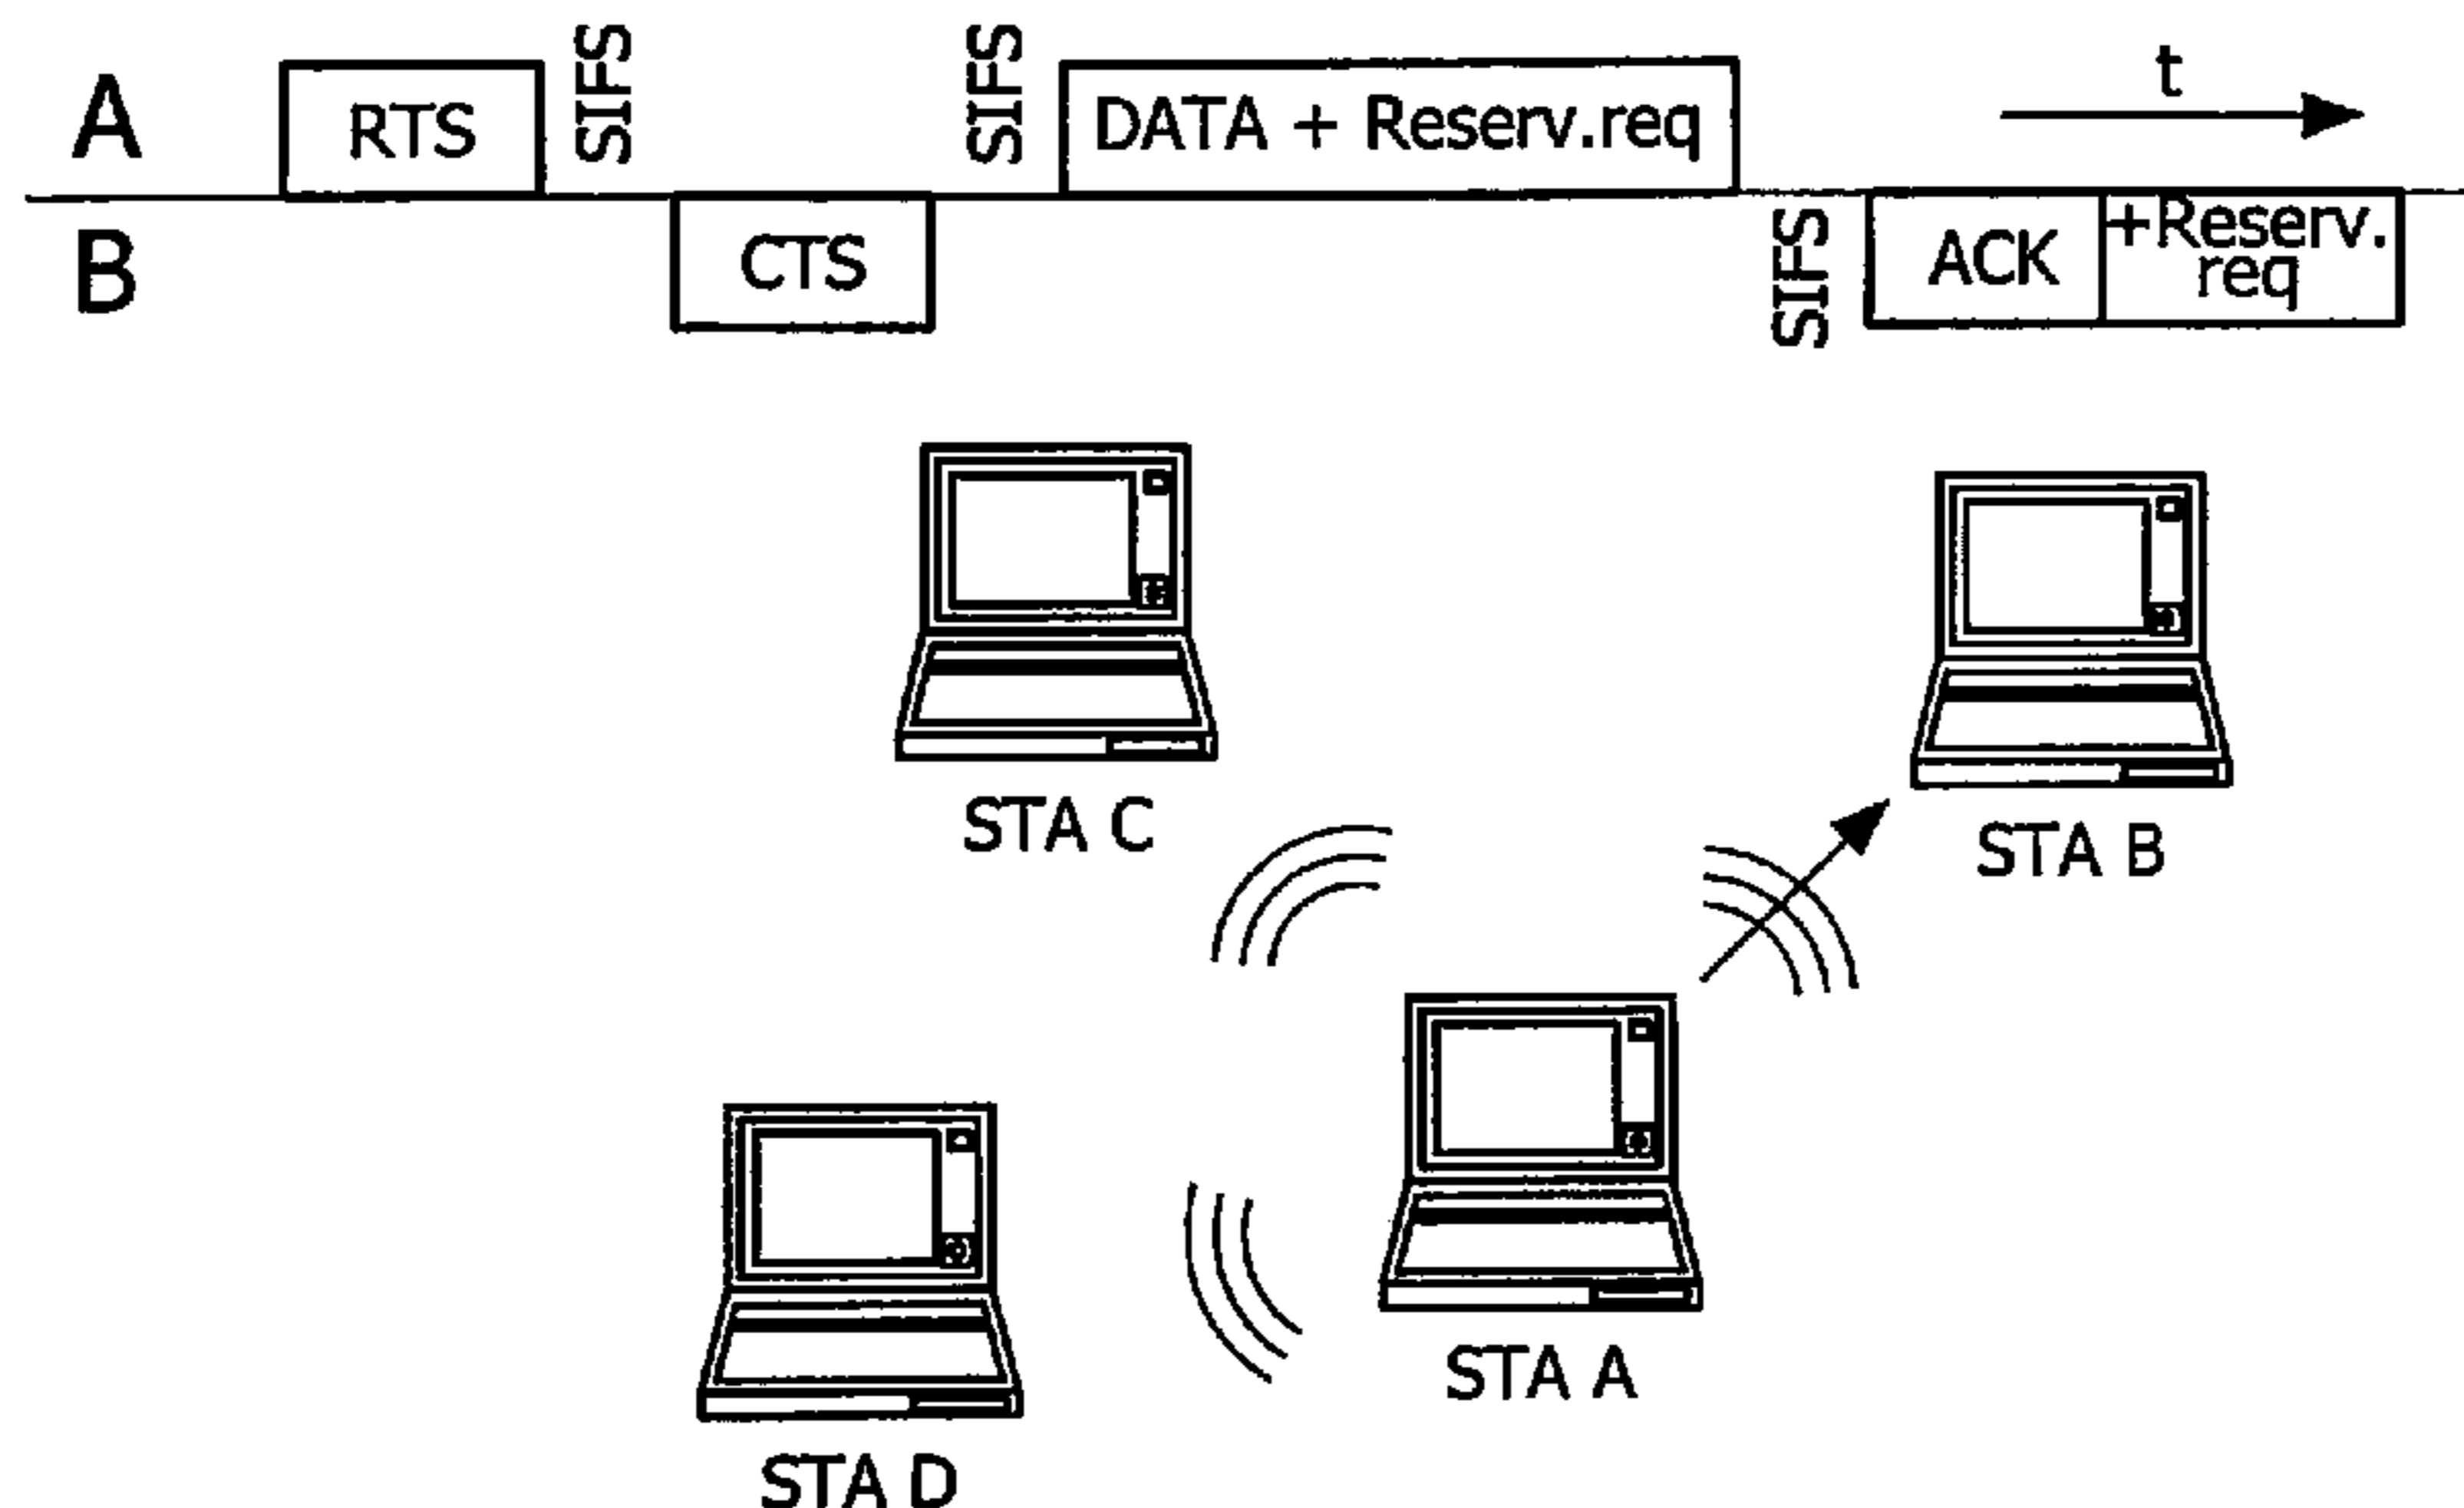 A
RTS
SIFS
SIFS
DATA + Reserv.req
t
B
CTS
SIFS
ACK
+Reserv.
req
STA C
STA B
STA A
STA D